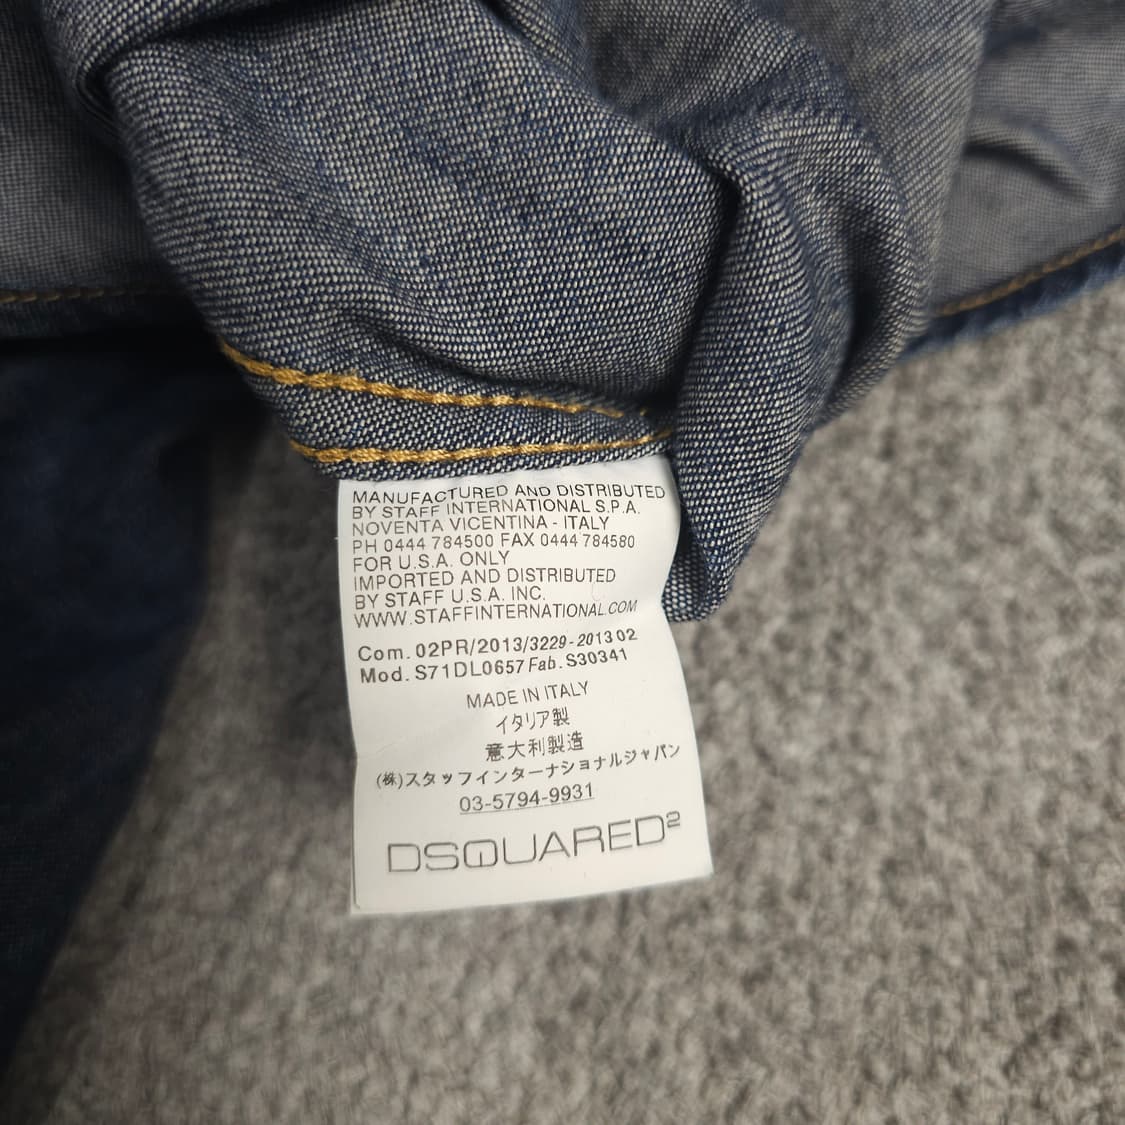 MANUFACTURED AND DISTRIBUTED
BY STAFF INTERNATIONAL S.P.A.
NOVENTA VICENTINA - ITALY
PH 0444 784500 FAX 0444 784580
FOR U.S.A. ONLY
IMPORTED AND DISTRIBUTED
BY STAFF U.S.A. INC.
WWW.STAFFINTERNATIONAL.COM
Com. 02PR/2013/3229-2013 02
Mod. S71DL0657 Fab. S30341
MADE IN ITALY
イタリア製
意大利製造
(株)スタッフインターナショナルジャパン
03-5794-9931
DSQUARED2